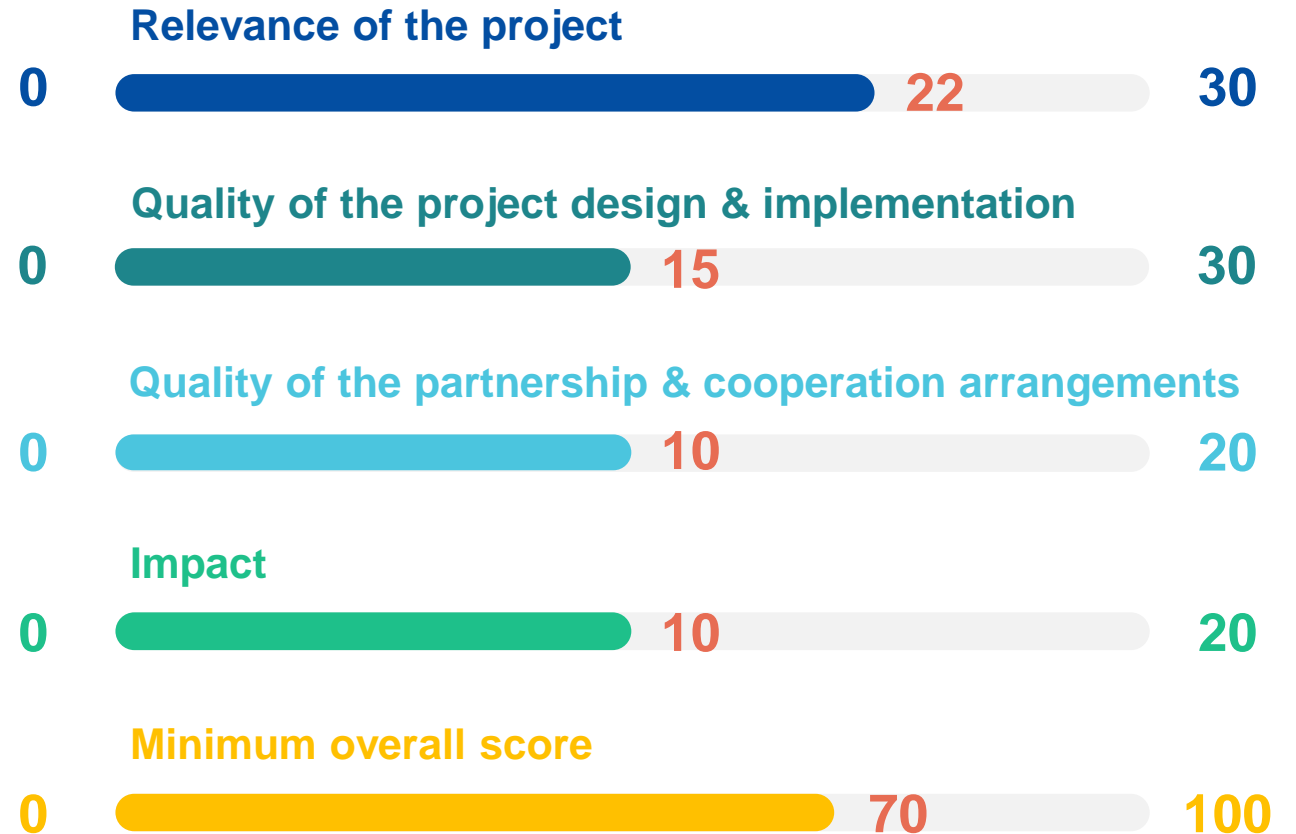 Relevance of the project
0 22 30
Quality of the project design & implementation
0 15 30
Quality of the partnership & cooperation arrangements
0 10 20
Impact
0 10 20
Minimum overall score
0 70 100